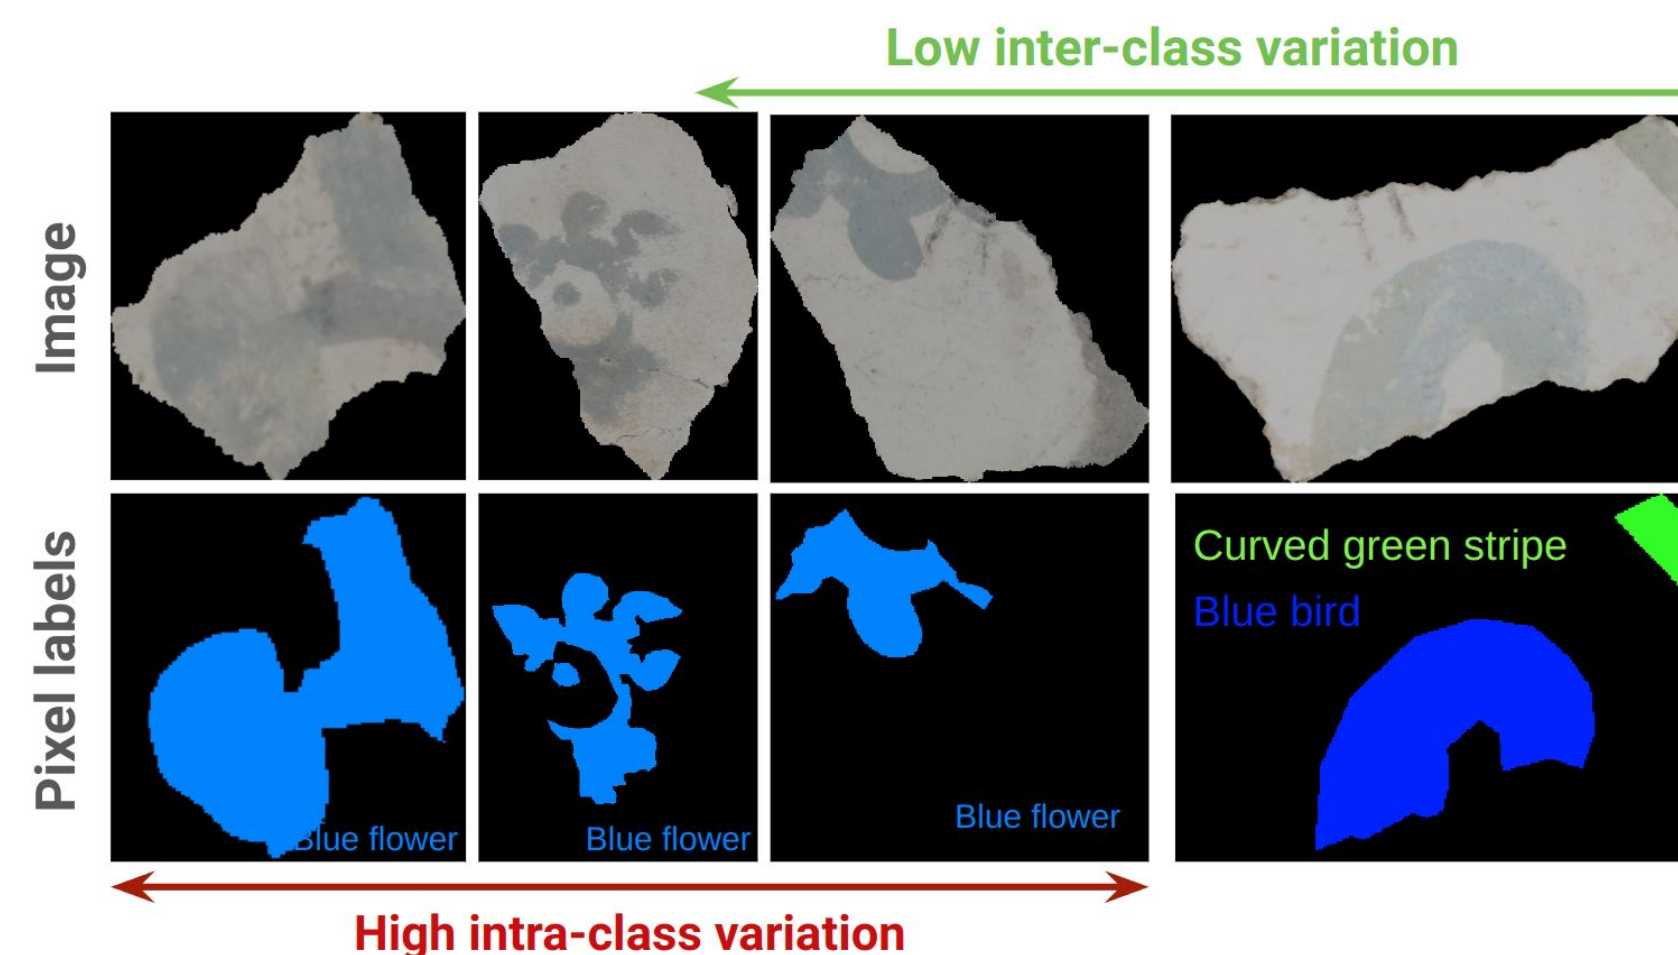 Low inter-class variation
Image
Pixel labels
Blue flower
Blue flower
Blue flower
Curved green stripe
Blue bird
High intra-class variation